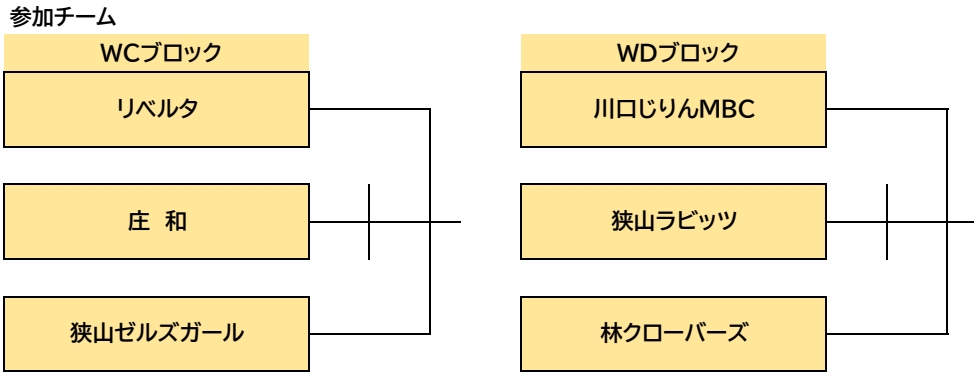 参加チーム
WCブロック
リベルタ
庄 和
狭山ゼルズガール
WDブロック
川口じりんMBC
狭山ラビッツ
林クローバーズ